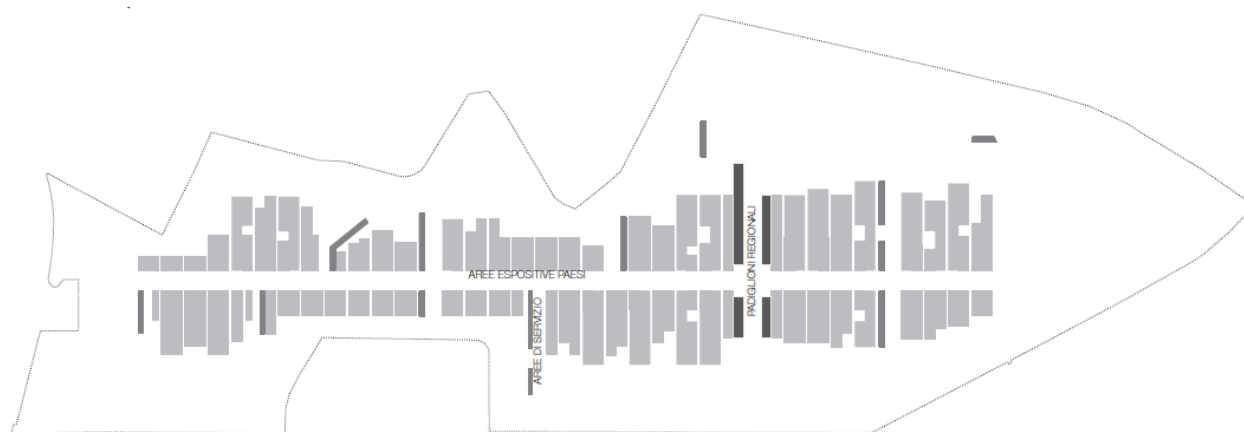 AREE ESPOSITIVE PAESI
AREE DI SERVIZIO
PADIGLIONI REGIONALI